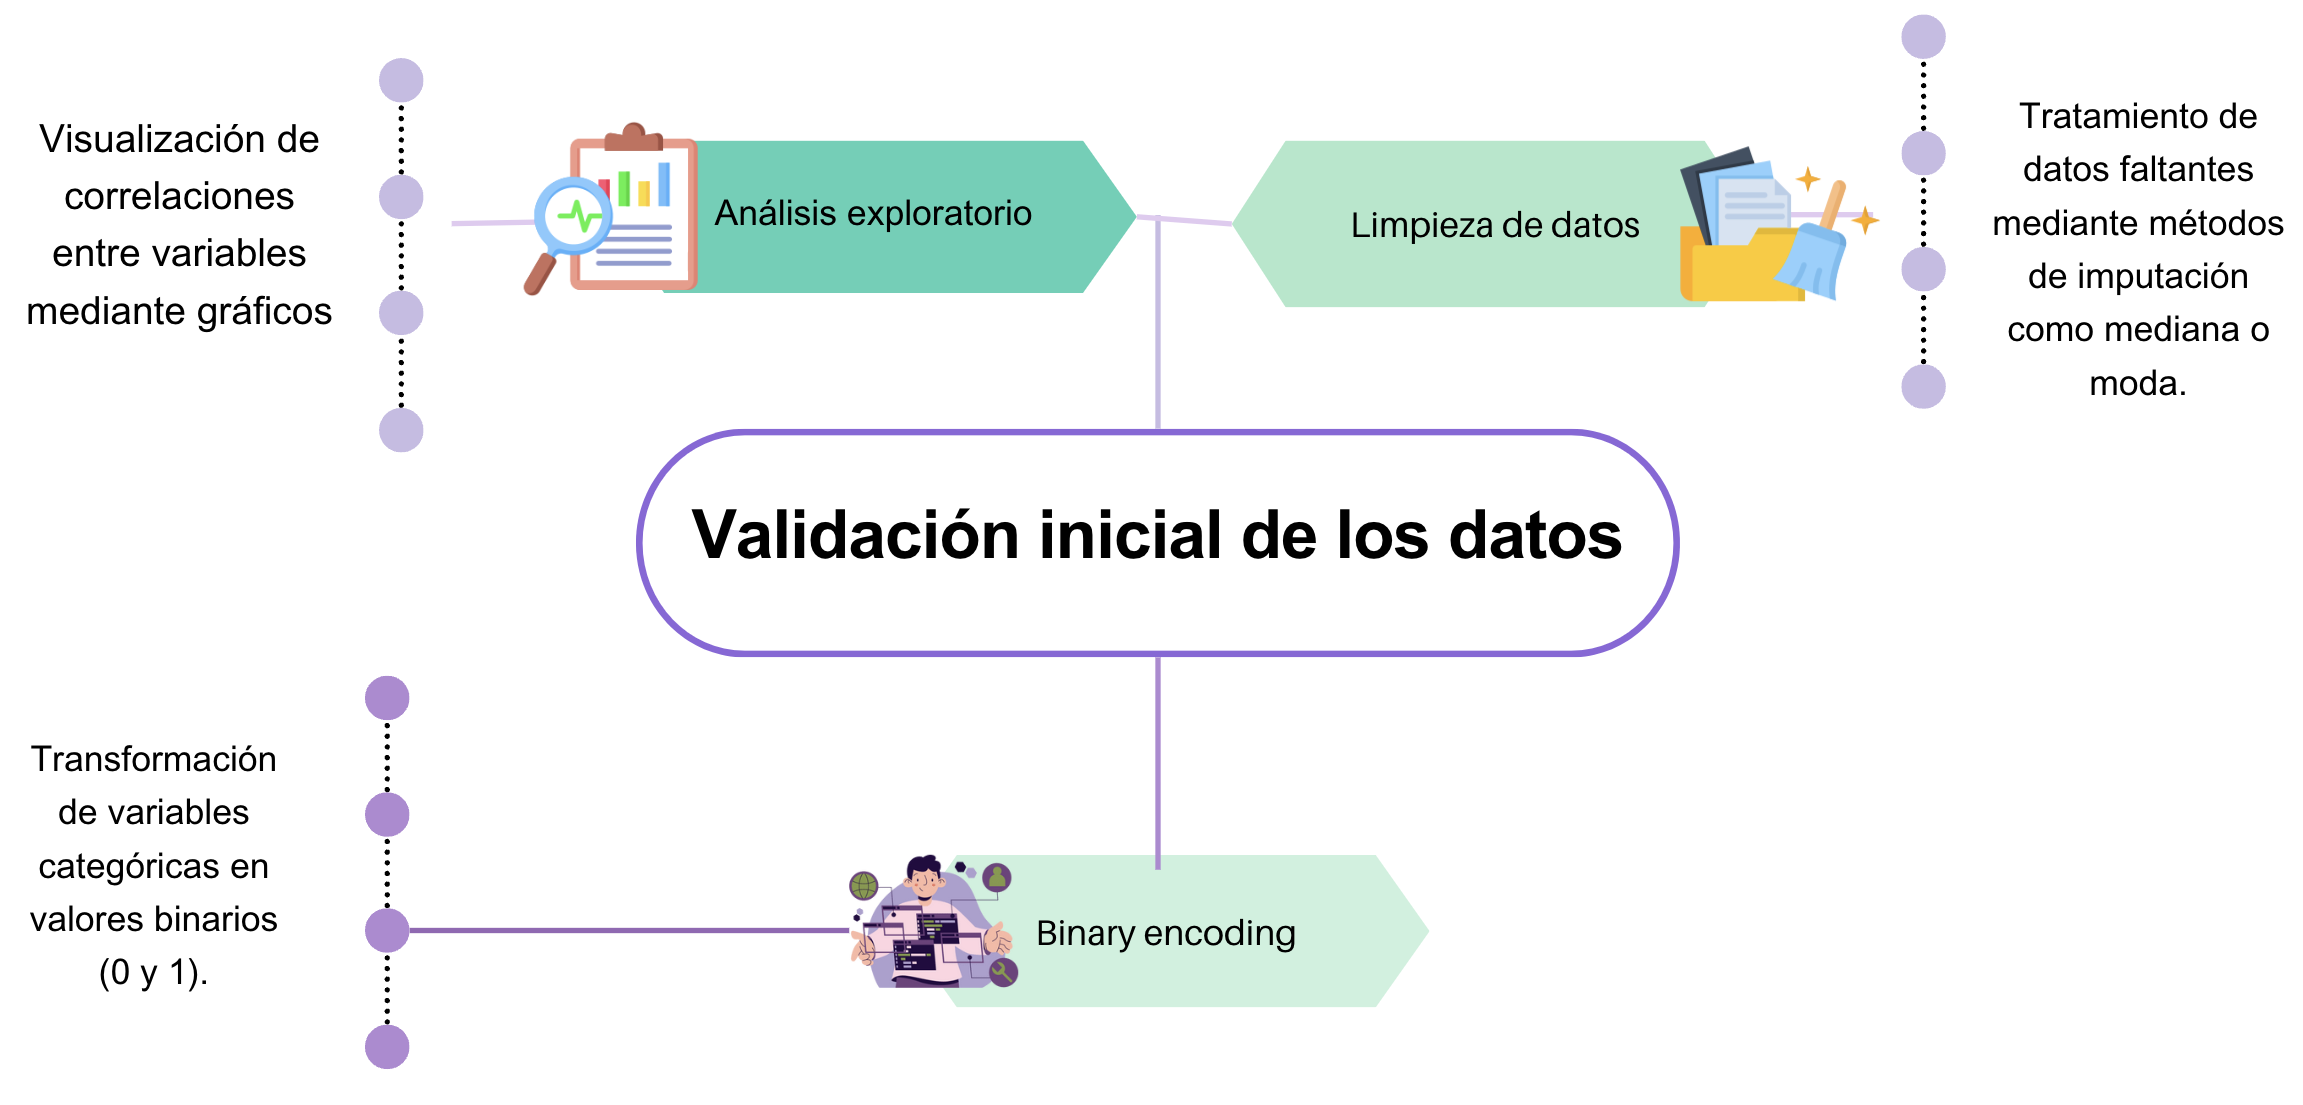 Visualización de
correlaciones
entre variables
mediante gráficos
Análisis exploratorio
Limpieza de datos
Tratamiento de
datos faltantes
mediante métodos
de imputación
como mediana o
moda.
Validación inicial de los datos
Transformación
de variables
categóricas en
valores binarios
(0 y 1).
Binary encoding